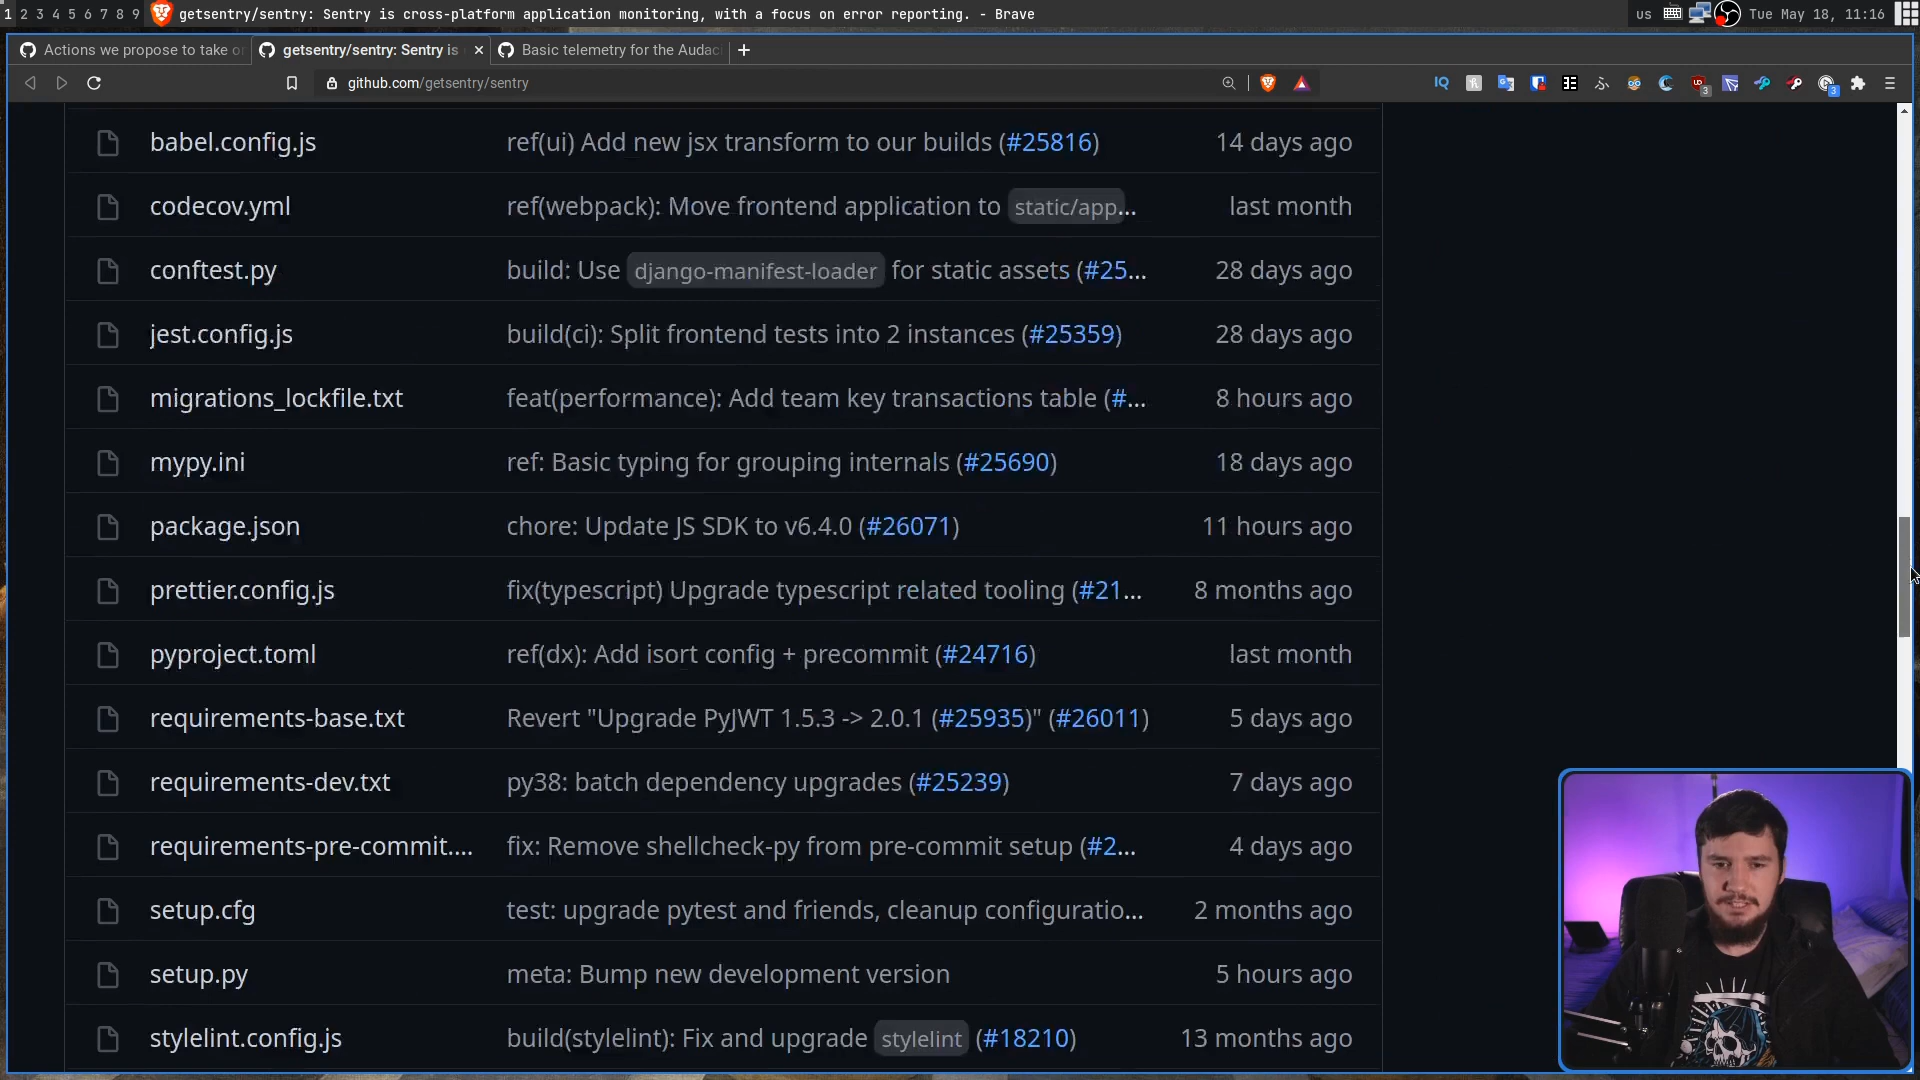 1 2 3 4 5 6 7 8 9 getsentry/sentry: Sentry is cross-platform application monitoring, with a focus on error reporting. - Brave us Tue May 18, 11:16
Actions we propose to take or getsentry/sentry: Sentry is Basic telemetry for the Audac
github.com/getsentry/sentry
babel.config.js ref(ui) Add new jsx transform to our builds (#25816) 14 days ago
codecov.yml ref(webpack): Move frontend application to static/app... last month
conftest.py build: Use django-manifest-loader for static assets (#25... 28 days ago
jest.config.js build(ci): Split frontend tests into 2 instances (#25359) 28 days ago
migrations_lockfile.txt feat(performance): Add team key transactions table (#... 8 hours ago
mypy.ini ref: Basic typing for grouping internals (#25690) 18 days ago
package.json chore: Update JS SDK to v6.4.0 (#26071) 11 hours ago
prettier.config.js fix(typescript) Upgrade typescript related tooling (#21... 8 months ago
pyproject.toml ref(dx): Add isort config + precommit (#24716) last month
requirements-base.txt Revert "Upgrade PyJWT 1.5.3 -> 2.0.1 (#25935)" (#26011) 5 days ago
requirements-dev.txt py38: batch dependency upgrades (#25239) 7 days ago
requirements-pre-commit.... fix: Remove shellcheck-py from pre-commit setup (#2... 4 days ago
setup.cfg test: upgrade pytest and friends, cleanup configuratio... 2 months ago
setup.py meta: Bump new development version 5 hours ago
stylelint.config.js build(stylelint): Fix and upgrade stylelint (#18210) 13 months ago